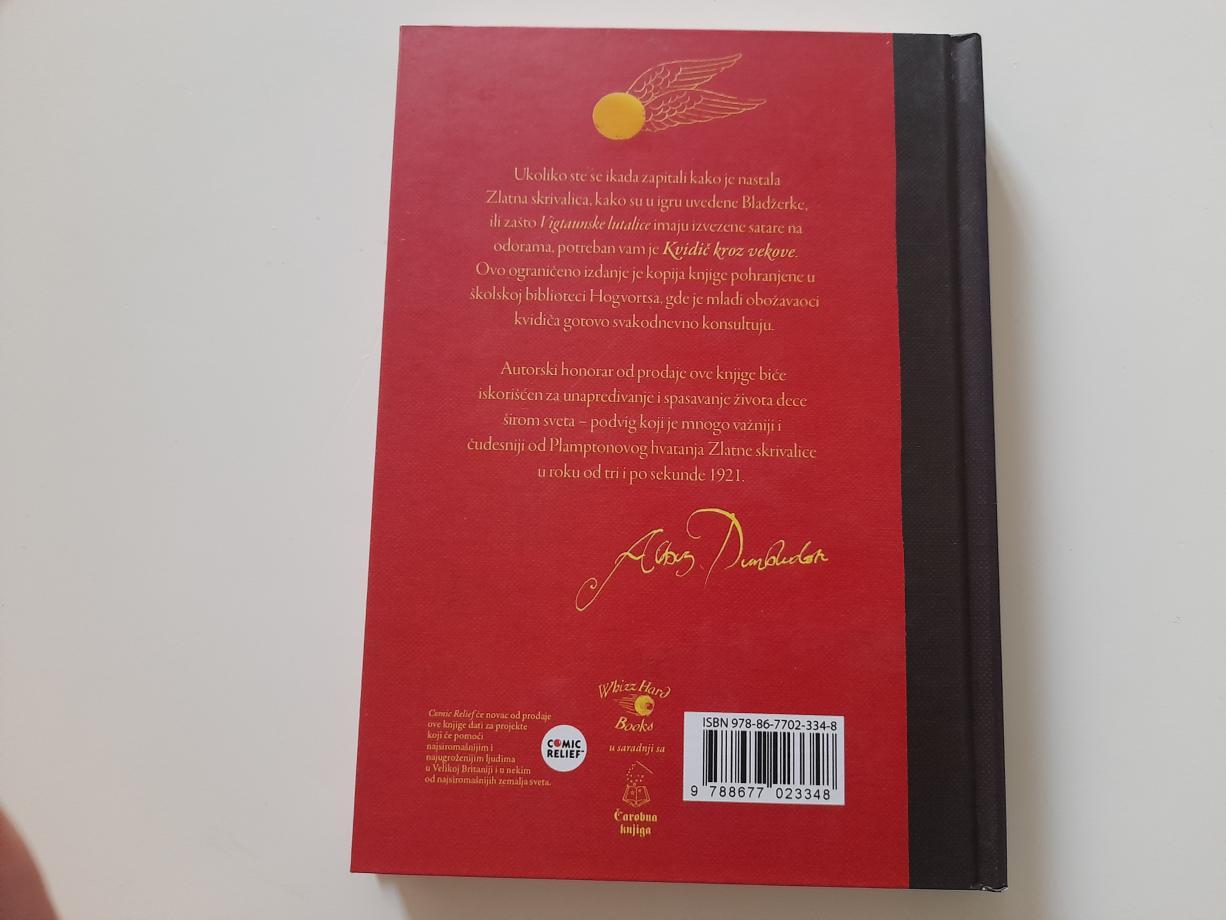 Ukoliko ste se ikada zapitali kako je nastala
Zlatna skrivalica, kako su u igru uvedene Bladžerke,
ili zašto Vigtaunske lutalice imaju izvezene satare na
odorama, potreban vam je Kvidič kroz vekove.
Ovo ograničeno izdanje je kopija knjige pohranjene u
školskoj biblioteci Hogvortsa, gde je mladi obožavaoci
kvidiča gotovo svakodnevno konsultuju.
Autorski honorar od prodaje ove knjige biće
iskorišćen za unapređivanje i spasavanje života dece
širom sveta – podvig koji je mnogo važniji i
čudesniji od Plamptonovog hvatanja Zlatne skrivalice
u roku od tri i po sekunde 1921.
Albus Dumbledore
Comic Relief će novac od prodaje
ove knjige dati za projekte
koji će pomoći
najsiromašnijim i
najugroženijim ljudima
u Velikoj Britaniji i u nekim
od najsiromašnijih zemalja sveta.
COMIC
RELIEF™
Whizz Hard
Books
u saradnji sa
Čarobna
knjiga
ISBN 978-86-7702-334-8
9 788677 023348